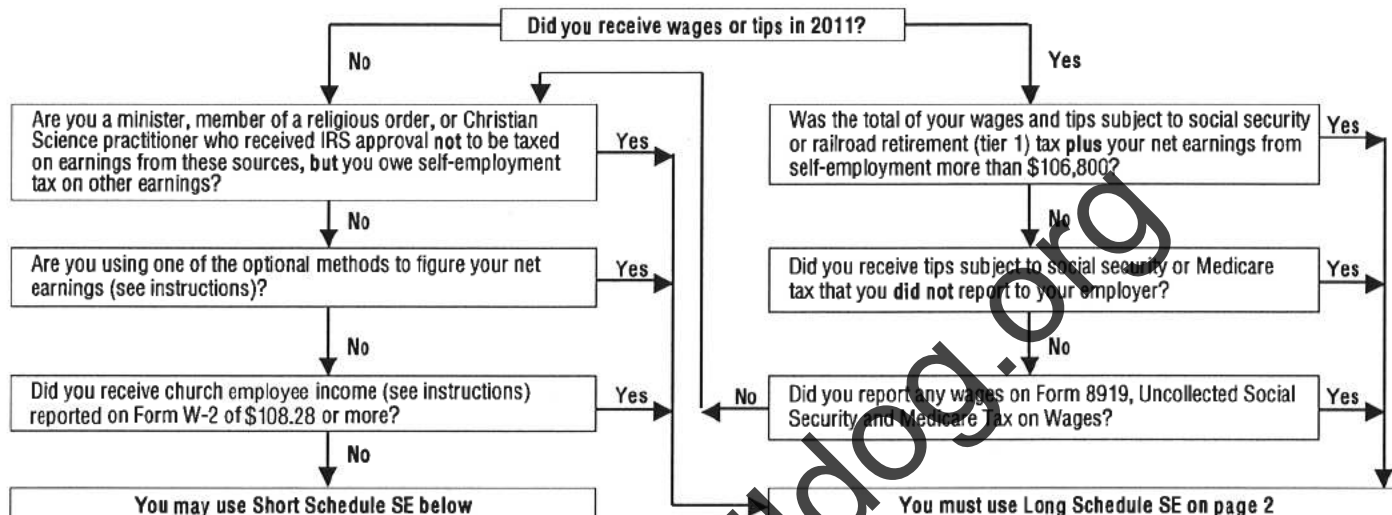 Did you receive wages or tips in 2011?
No
Yes
Are you a minister, member of a religious order, or Christian
Science practitioner who received IRS approval not to be taxed
on earnings from these sources, but you owe self-employment
tax on other earnings?
Yes
Was the total of your wages and tips subject to social security
or railroad retirement (tier 1) tax plus your net earnings from
self-employment more than $106,800?
Yes
No
No
Are you using one of the optional methods to figure your net
earnings (see instructions)?
Yes
Did you receive tips subject to social security or Medicare
tax that you did not report to your employer?
Yes
No
No
Did you receive church employee income (see instructions)
reported on Form W-2 of $108.28 or more?
Yes
No
Did you report any wages on Form 8919, Uncollected Social
Security and Medicare Tax on Wages?
Yes
No
You may use Short Schedule SE below
You must use Long Schedule SE on page 2